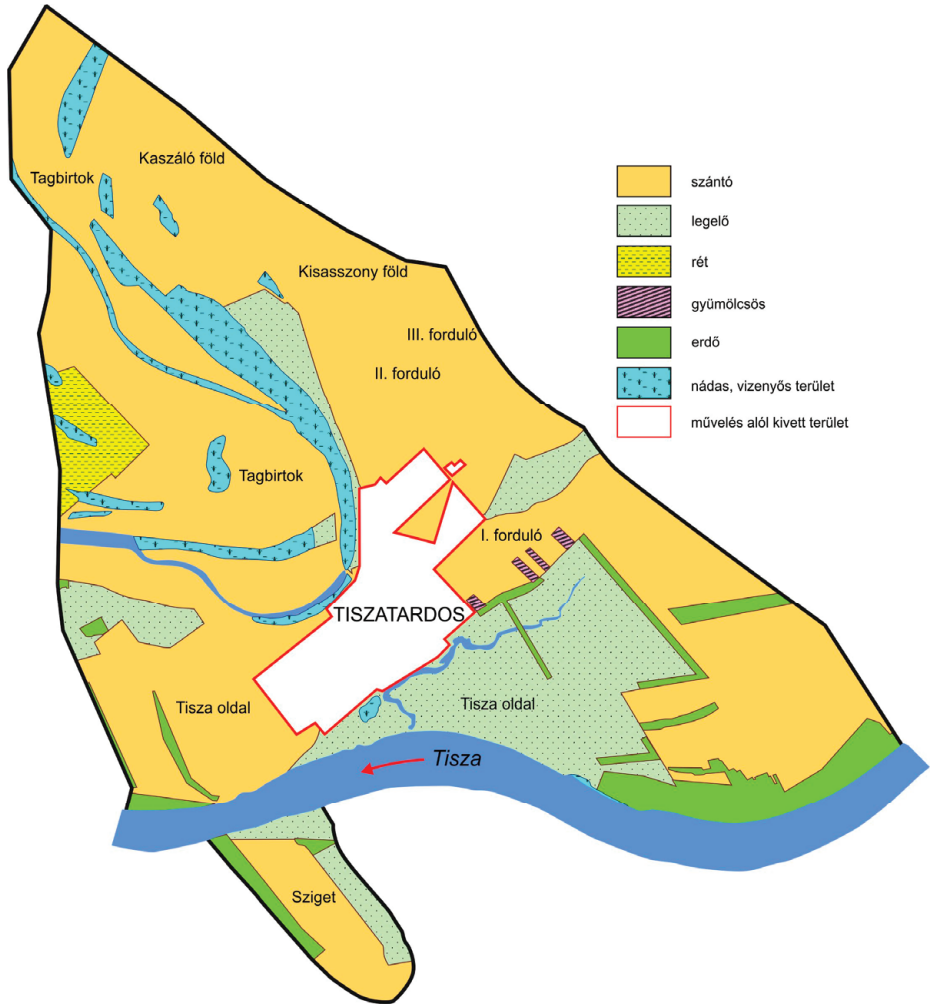 Kaszáló föld
Tagbirtok
Kisasszony föld
III. forduló
II. forduló
Tagbirtok
I. forduló
TISZATARDOS
Tisza oldal
Tisza oldal
Tisza
Sziget
szántó
legelő
rét
gyümölcsös
erdő
nádas, vizenyős terület
művelés alól kivett terület